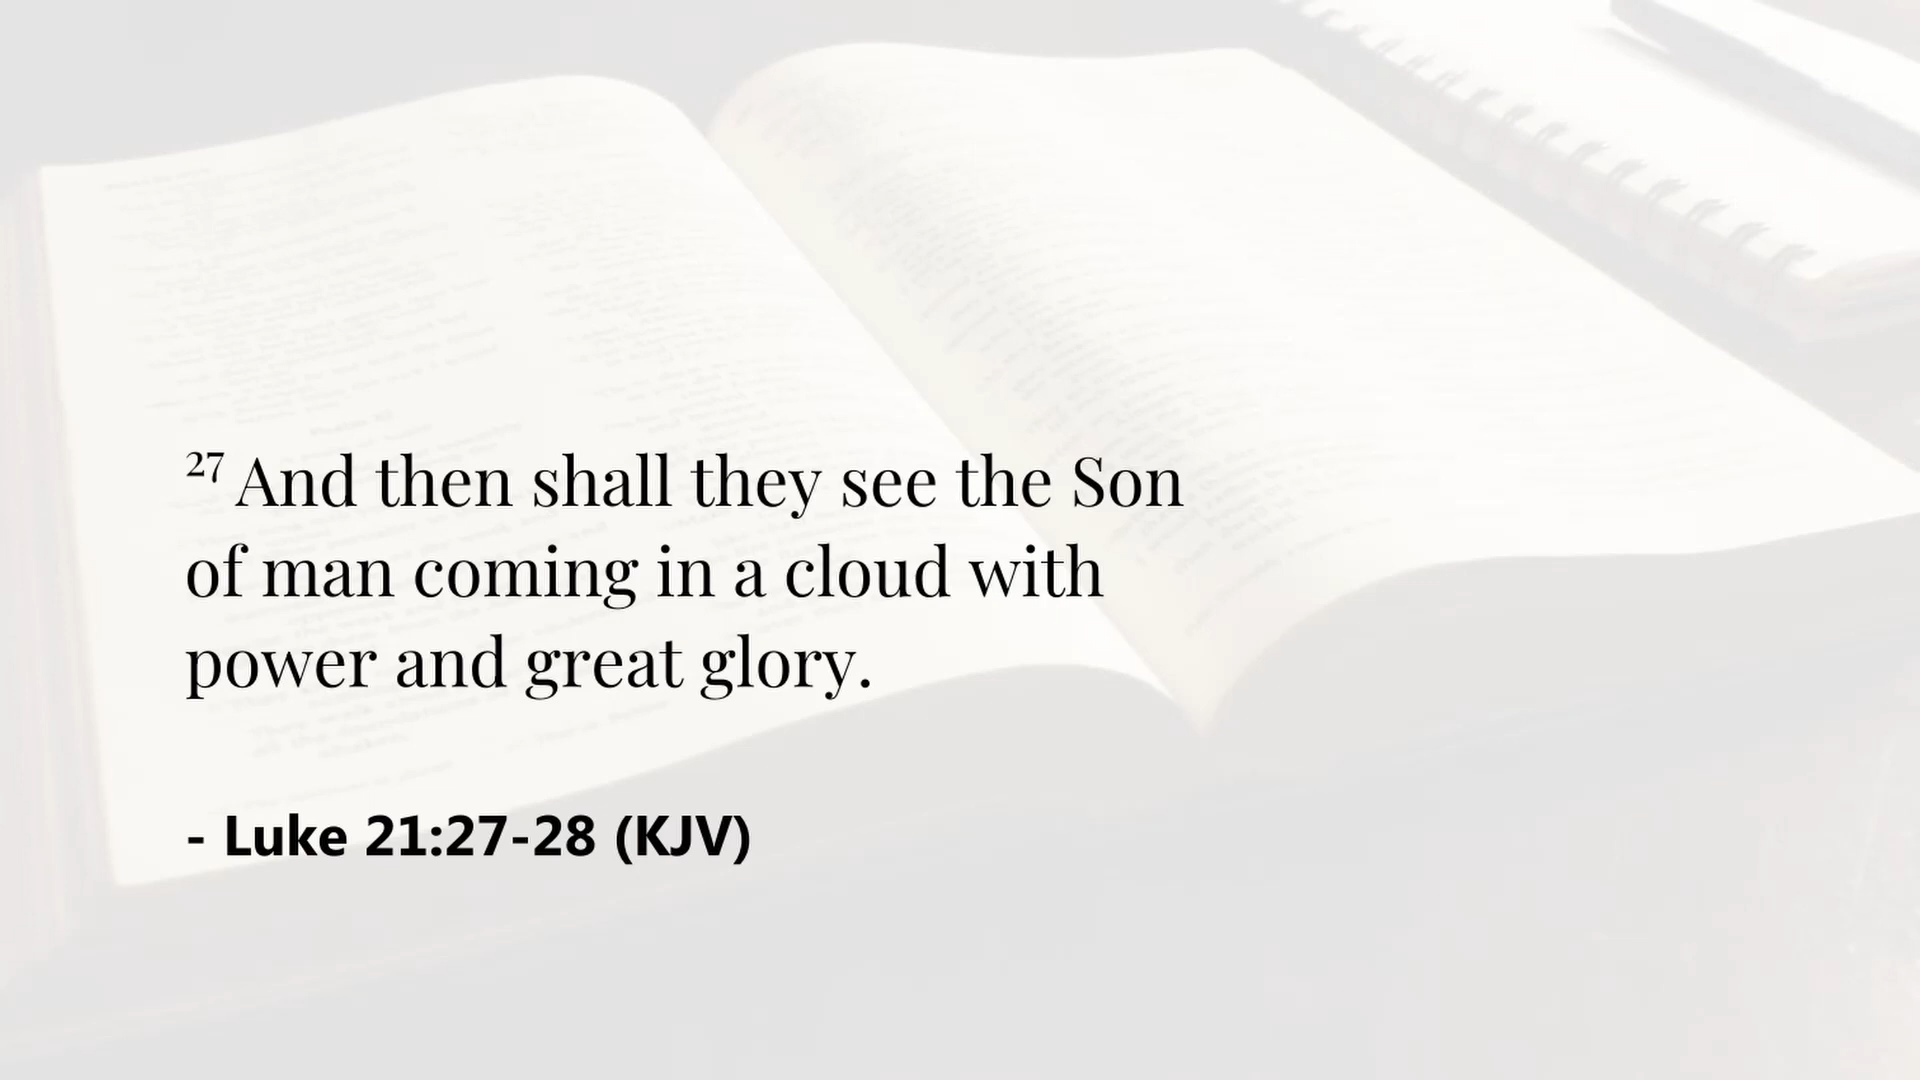 27 And then shall they see the Son
of man coming in a cloud with
power and great glory.
- Luke 21:27-28 (KJV)